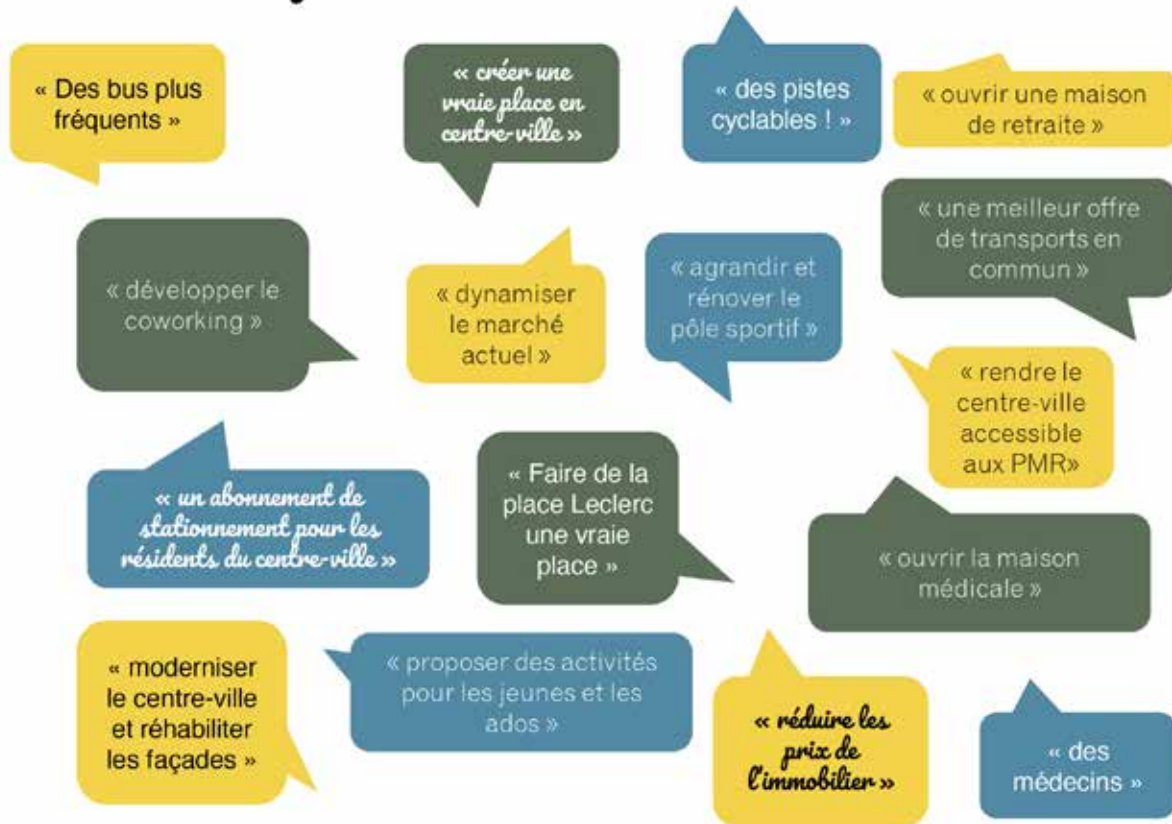 « Des bus plus
fréquents »
« créer une
vraie place en
centre-ville »
« des pistes
cyclables ! »
« ouvrir une maison
de retraite »
« développer le
coworking »
« dynamiser
le marché
actuel »
« agrandir et
rénover le
pôle sportif »
« une meilleur offre
de transports en
commun »
« rendre le
centre-ville
accessible
aux PMR»
« un abonnement de
stationnement pour les
résidents du centre-ville »
« Faire de la
place Leclerc
une vraie
place »
« ouvrir la maison
médicale »
« moderniser
le centre-ville
et réhabiliter
les façades »
« proposer des activités
pour les jeunes et les
ados »
« réduire les
prix de
l'immobilier »
« des
médecins »